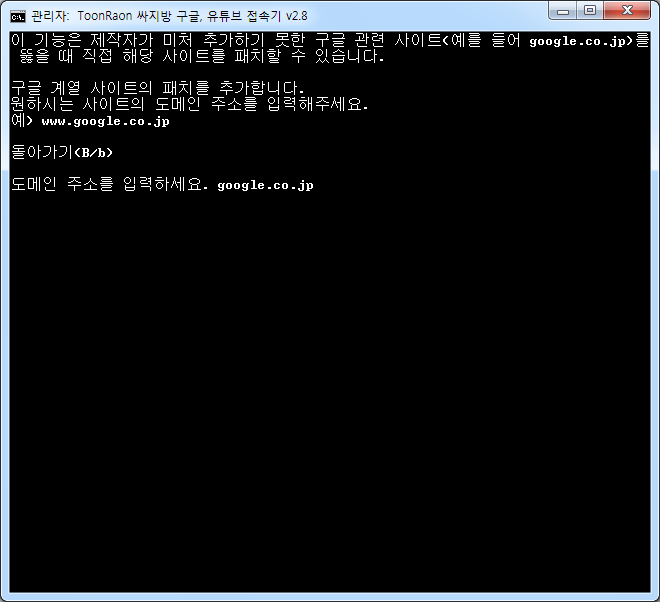 관리자:  ToonRaon 싸지방 구글, 유튜브 접속기 v2.8
이 기능은 제작자가 미처 추가하기 못한 구글 관련 사이트(예를 들어 google.co.jp)를
뚫을 때 직접 해당 사이트를 패치할 수 있습니다.
구글 계열 사이트의 패치를 추가합니다.
원하시는 사이트의 도메인 주소를 입력해주세요.
예) www.google.co.jp
돌아가기(B/b)
도메인 주소를 입력하세요. google.co.jp